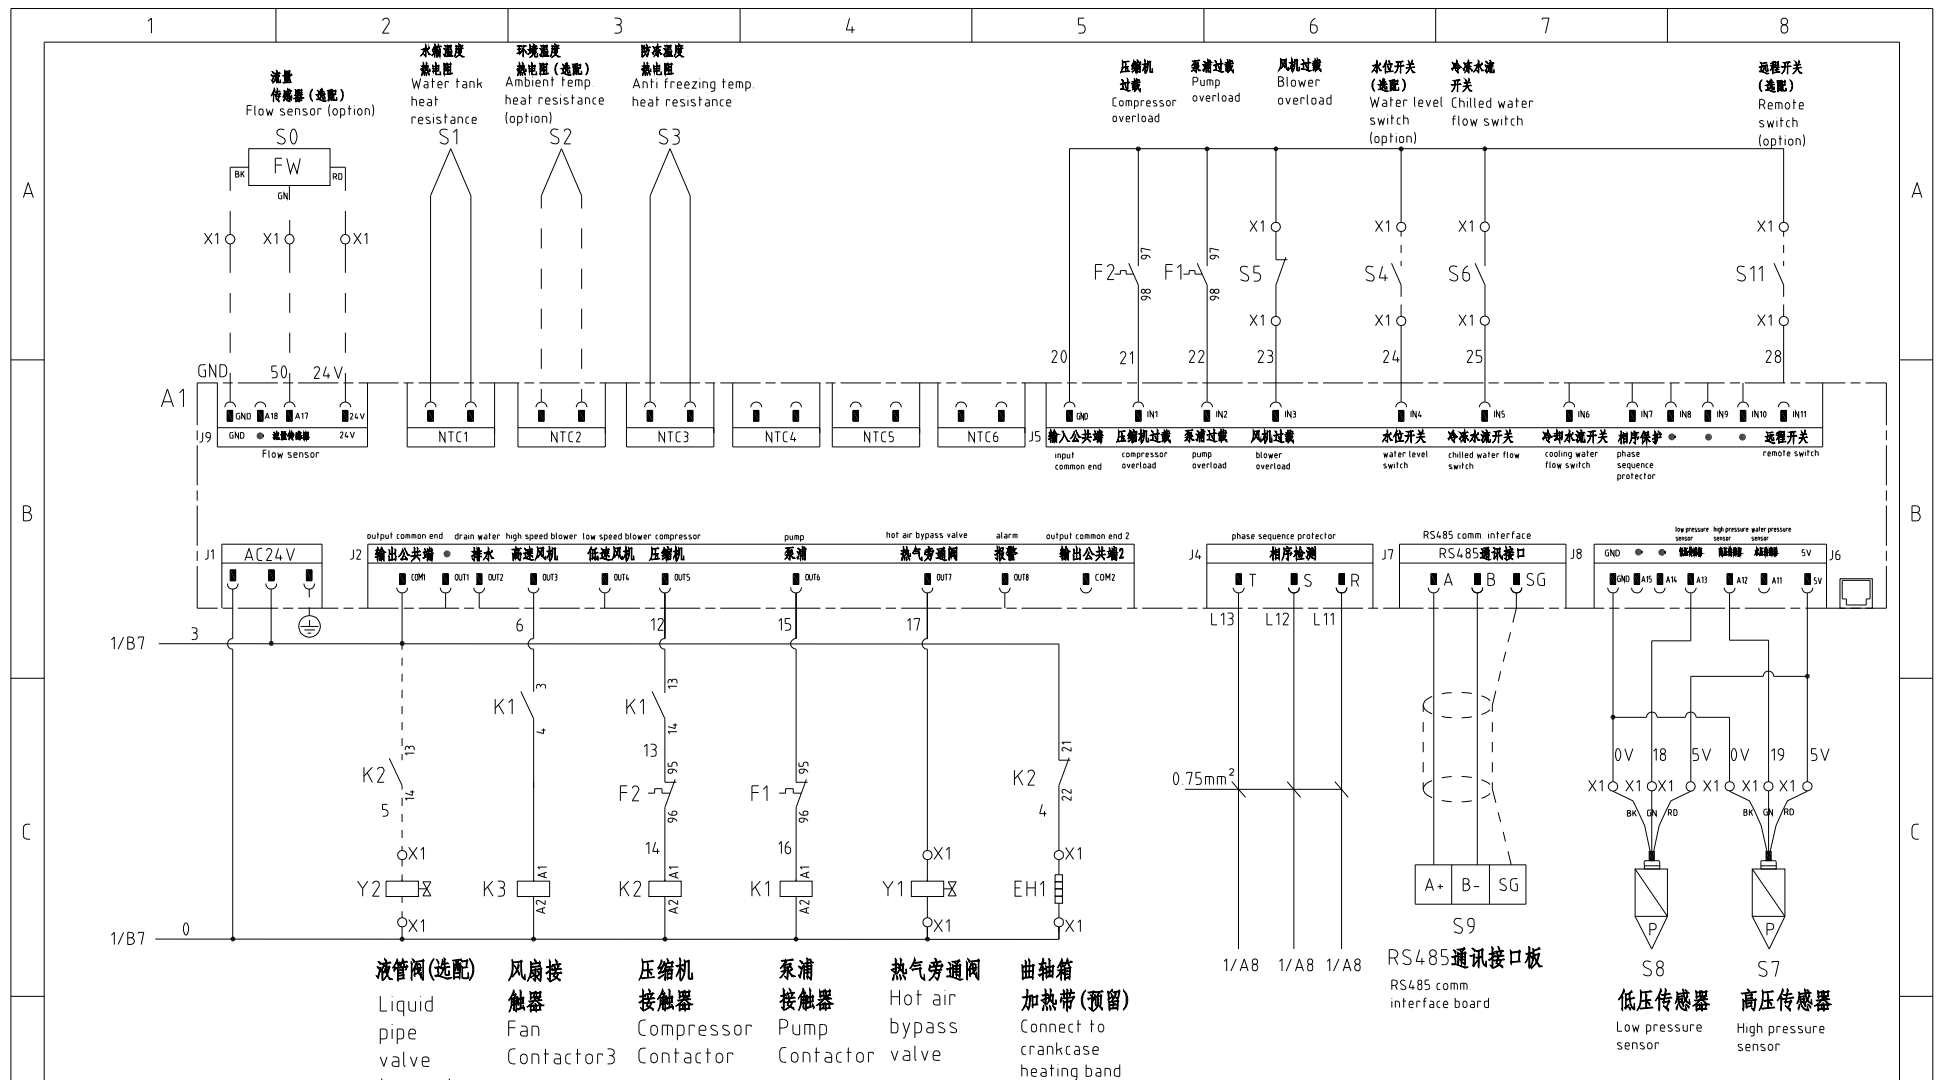 1 2 3 4 5 6 7 8
水箱温度
热电阻
Water tank
heat
resistance
环境温度
热电阻(选配)
Ambient temp.
heat resistance
(option)
防冻温度
热电阻
Anti freezing temp.
heat resistance
流量
传感器(选配)
Flow sensor (option)
压缩机
过载
Compressor
overload
泵浦过载
Pump
overload
风机过载
Blower
overload
水位开关
(选配)
Water level
switch
(option)
冷冻水流
开关
Chilled water
flow switch
远程开关
(选配)
Remote
switch
(option)
S0 S1 S2 S3
FW
BK GN RD
A A
X1 X1 X1
X1 X1 X1 X1
97 97
F2 F1 S5 S4 S6 S11
98 98
X1 X1 X1 X1
20 21 22 23 24 25 28
GND 50 24V
A1
GND A18 A17 24V
IN1 IN2 IN3 IN4 IN5 IN6 IN7 IN8 IN9 IN10 IN11
GND
J9 GND 流量传感器 24V
NTC1 NTC2 NTC3 NTC4 NTC5 NTC6
J5 输入公共端 压缩机过载 泵浦过载 风机过载 水位开关 冷冻水流开关 冷却水流开关 相序保护 远程开关
Flow sensor
input
common end
compressor
overload
pump
overload
blower
overload
water level
switch
chilled water flow
switch
cooling water
flow switch
phase
sequence
protector
remote switch
B B
output common end drain water high speed blower low speed blower compressor pump hot air bypass valve alarm output common end 2
phase sequence protector
RS485 comm. interface
low pressure
sensor
high pressure
sensor
water pressure
sensor
J1 AC24V
J2 输出公共端 排水 高速风机 低速风机 压缩机 泵浦 热气旁通阀 报警 输出公共端2
J4 相序检测
J7 RS485通讯接口
J8 GND 5V J6
COM1 OUT1 OUT2 OUT3 OUT4 OUT5 OUT6 OUT7 OUT8 COM2
T S R
A B SG
GND A15 A14 A13 A12 A11 5V
3 6 12 15 17 L13 L12 L11
1/B7
3 13 21
K1 K1
4 14
13 13 95 95
K2 F2 F1 K2
5 14 96 96 22
4
0.75mm²
0V 18 5V 0V 19 5V
X1 X1 X1 X1 X1 X1
BK GN RD BK GN RD
C C
14 16
X1 X1 X1
A1 A1 A1
Y2 K3 K2 K1 Y1 EH1
A2 A2 A2
X1 X1 X1
A+ B- SG
S9
P P
0
1/B7
1/A8 1/A8 1/A8
S8 S7
液管阀(选配)
Liquid
pipe
valve
风扇接
触器
Fan
Contactor3
压缩机
接触器
Compressor
Contactor
泵浦
接触器
Pump
Contactor
热气旁通阀
Hot air
bypass
valve
曲轴箱
加热带(预留)
Connect to
crankcase
heating band
RS485通讯接口板
RS485 comm.
interface board
低压传感器
Low pressure
sensor
高压传感器
High pressure
sensor